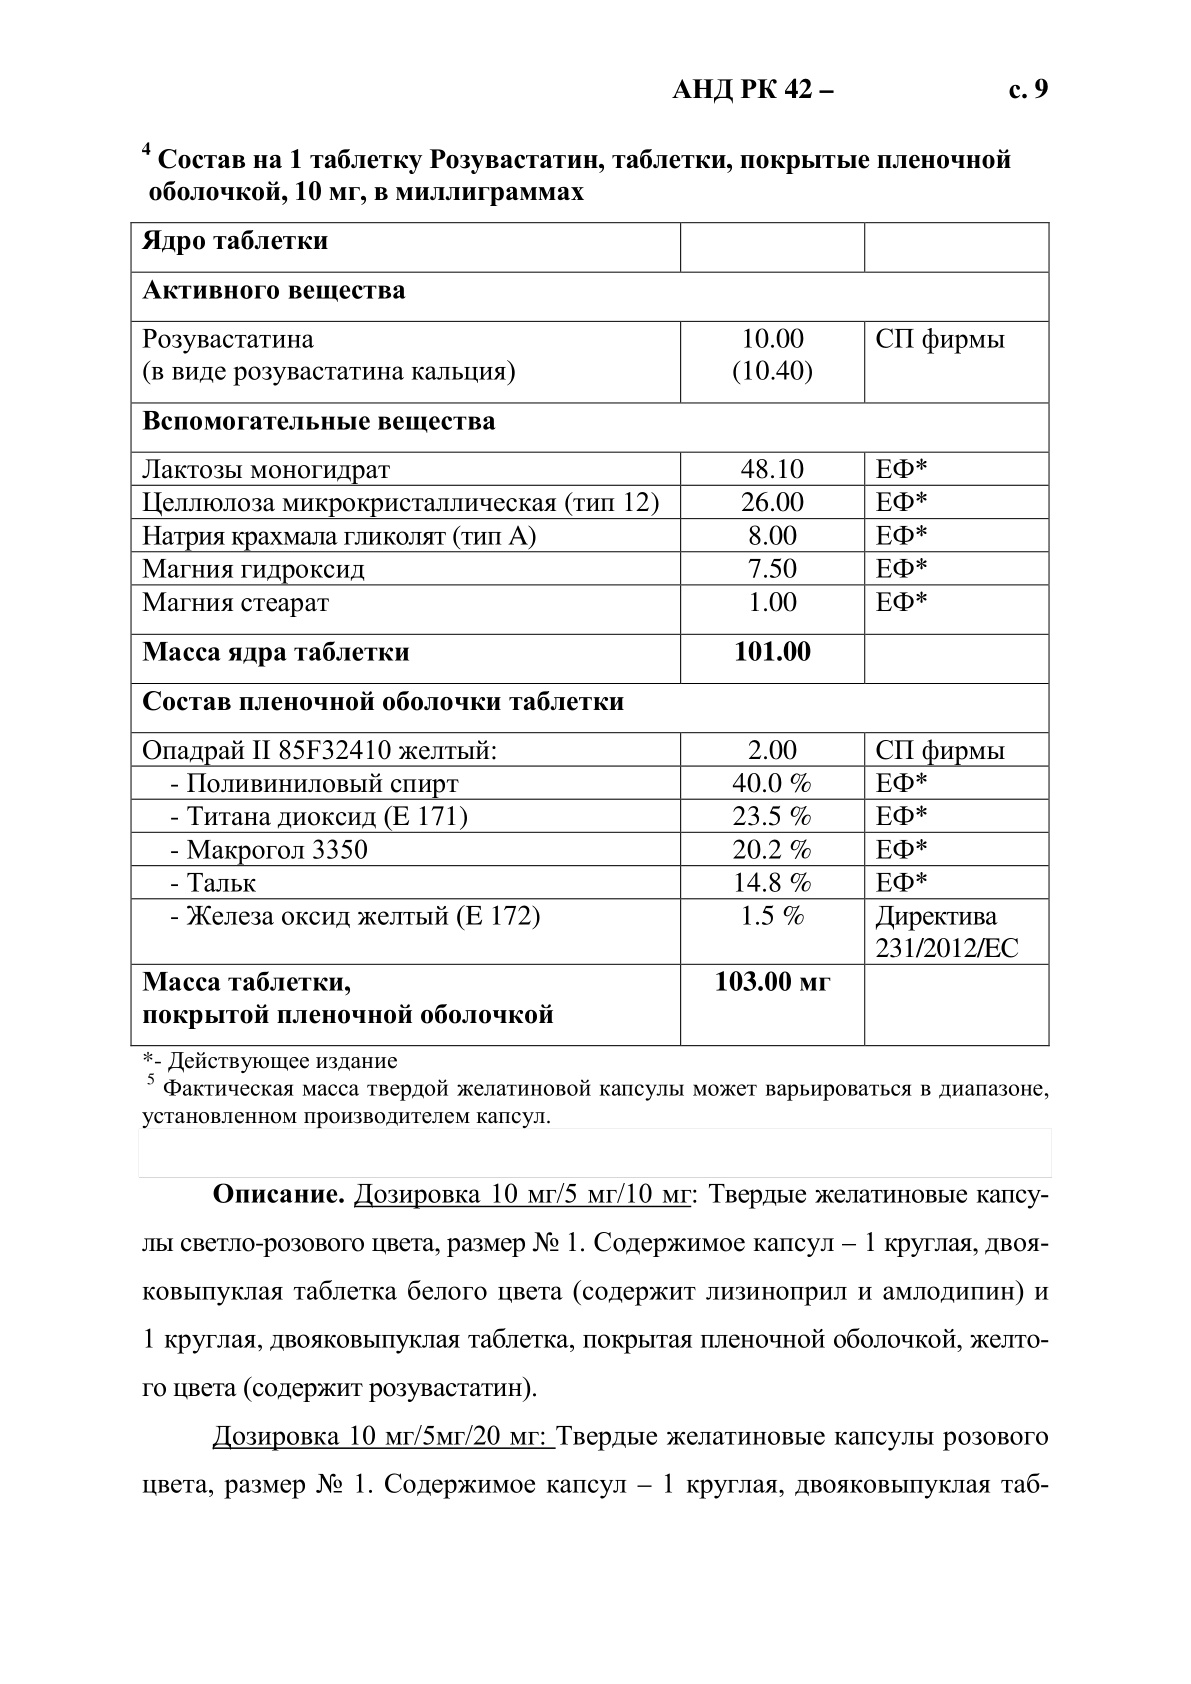 АНД РК 42 – с. 9
4 Состав на 1 таблетку Розувастатин, таблетки, покрытые пленочной
оболочкой, 10 мг, в миллиграммах
Ядро таблетки
Активного вещества
Розувастатина 10.00 СП фирмы
(в виде розувастатина кальция) (10.40)
Вспомогательные вещества
Лактозы моногидрат 48.10 ЕФ*
Целлюлоза микрокристаллическая (тип 12) 26.00 ЕФ*
Натрия крахмала гликолят (тип А) 8.00 ЕФ*
Магния гидроксид 7.50 ЕФ*
Магния стеарат 1.00 ЕФ*
Масса ядра таблетки 101.00
Состав пленочной оболочки таблетки
Опадрай II 85F32410 желтый: 2.00 СП фирмы
- Поливиниловый спирт 40.0 % ЕФ*
- Титана диоксид (Е 171) 23.5 % ЕФ*
- Макрогол 3350 20.2 % ЕФ*
- Тальк 14.8 % ЕФ*
- Железа оксид желтый (Е 172) 1.5 % Директива
231/2012/ЕС
Масса таблетки, 103.00 мг
покрытой пленочной оболочкой
*- Действующее издание
5 Фактическая масса твердой желатиновой капсулы может варьироваться в диапазоне,
установленном производителем капсул.
Описание. Дозировка 10 мг/5 мг/10 мг: Твердые желатиновые капсу-
лы светло-розового цвета, размер № 1. Содержимое капсул – 1 круглая, двоя-
ковыпуклая таблетка белого цвета (содержит лизиноприл и амлодипин) и
1 круглая, двояковыпуклая таблетка, покрытая пленочной оболочкой, желто-
го цвета (содержит розувастатин).
Дозировка 10 мг/5мг/20 мг: Твердые желатиновые капсулы розового
цвета, размер № 1. Содержимое капсул – 1 круглая, двояковыпуклая таб-